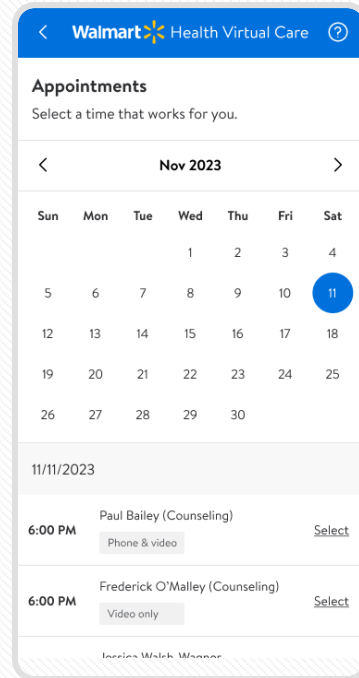 Walmart Health Virtual Care ?
Appointments
Select a time that works for you.
Nov 2023
Sun Mon Tue Wed Thu Fri Sat
1 2 3 4
5 6 7 8 9 10 11
12 13 14 15 16 17 18
19 20 21 22 23 24 25
26 27 28 29 30
11/11/2023
Paul Bailey (Counseling)
6:00 PM Select
Phone & video
Frederick O’Malley (Counseling)
6:00 PM Select
Video only
Jessica Walsh-Wagner